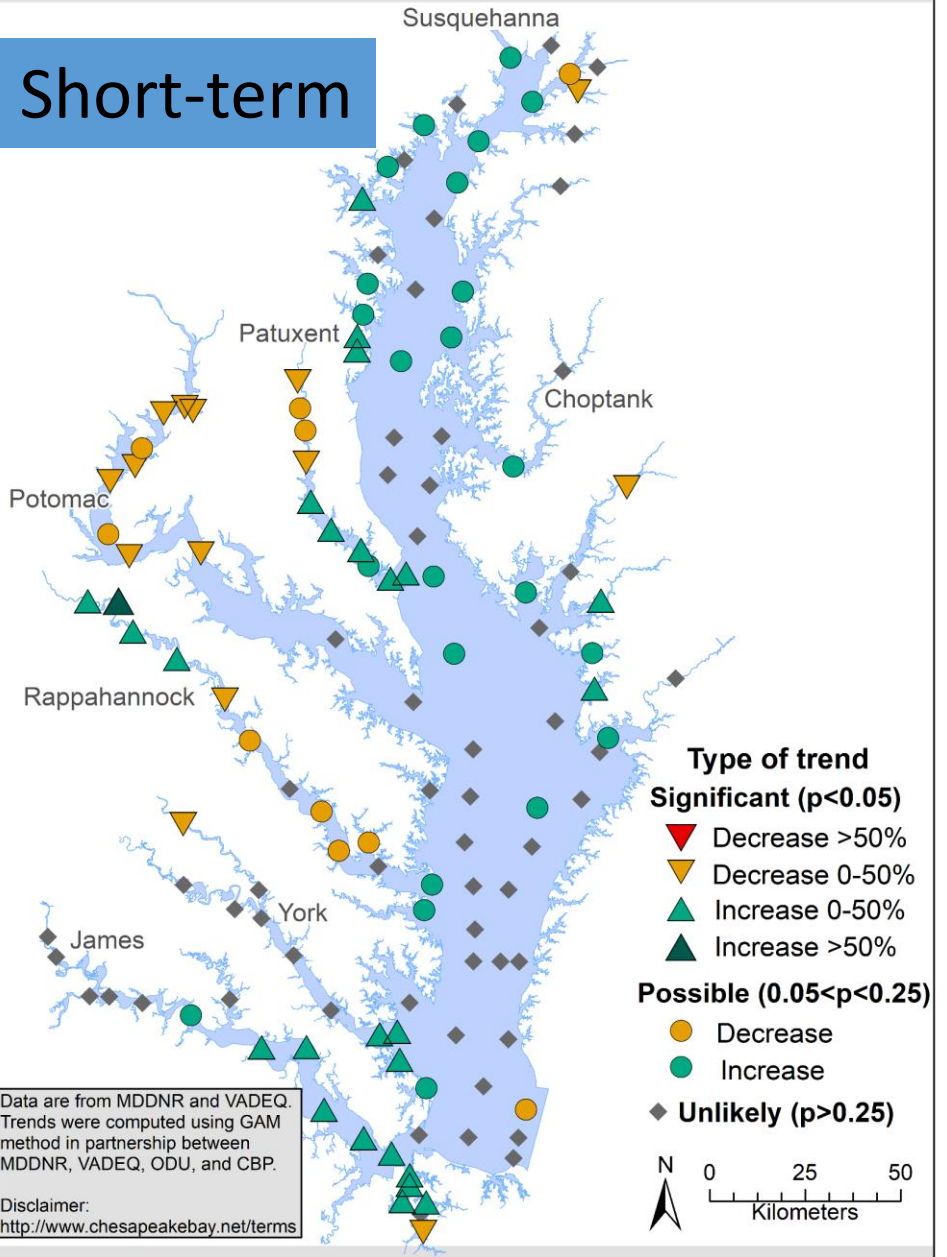 Susquehanna
Short-term
Patuxent
Choptank
Potomac
Rappahannock
York
James
Type of trend
Significant (p<0.05)
Decrease >50%
Decrease 0-50%
Increase 0-50%
Increase >50%
Possible (0.05<p<0.25)
Decrease
Increase
Unlikely (p>0.25)
N
0 25 50
Kilometers
Data are from MDDNR and VADEQ.
Trends were computed using GAM
method in partnership between
MDDNR, VADEQ, ODU, and CBP.
Disclaimer:
http://www.chesapeakebay.net/terms